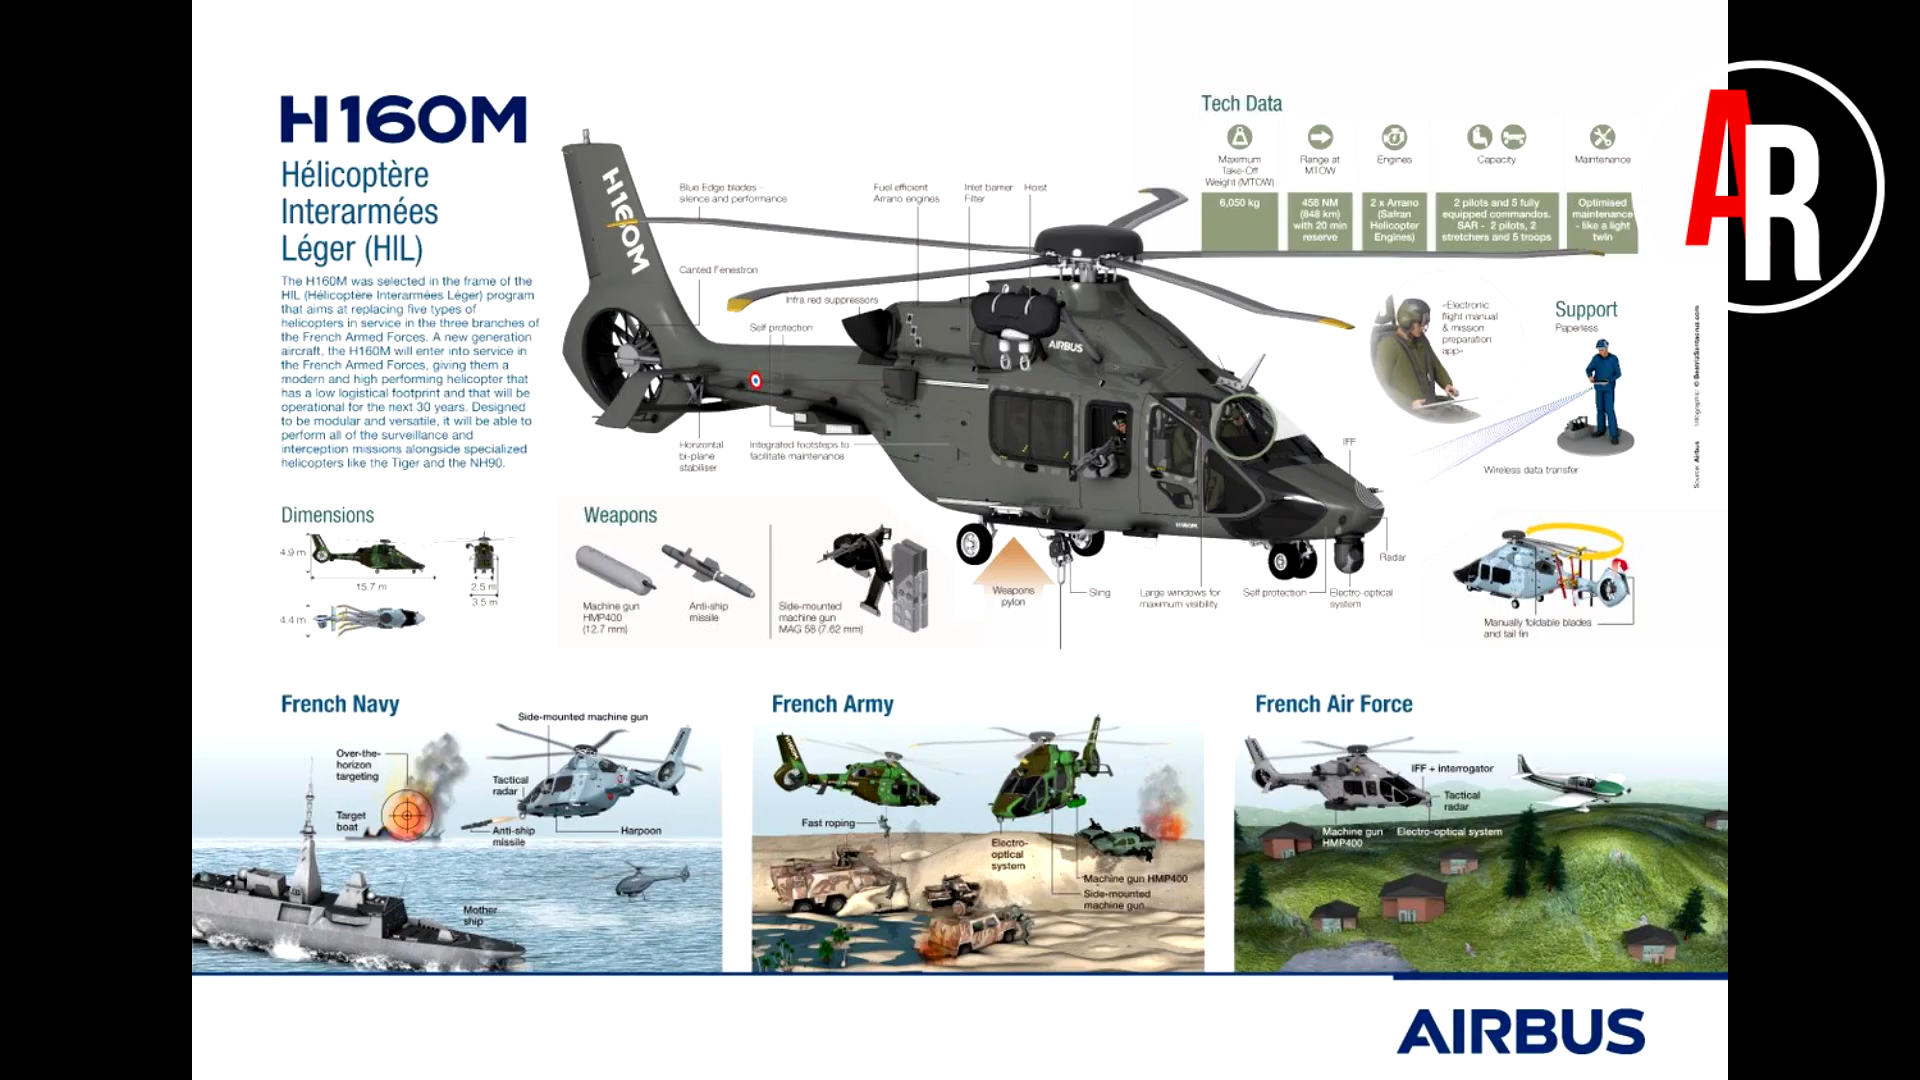 H160M
Hélicoptère
Interarmées
Léger (HIL)
The H160M was selected in the frame of the
HIL (Hélicoptère Interarmées Léger) program
that aims at replacing five types of
helicopters in service in the three branches of
the French Armed Forces. A new generation
aircraft, the H160M will enter into service in
the French Armed Forces, giving them a
modern and high performing helicopter that
has a low logistical footprint and that will be
operational for the next 30 years. Designed
to be modular and versatile, it will be able to
perform all of the surveillance and
interception missions alongside specialized
helicopters like the Tiger and the NH90.
H160M
Blue Edge blades -
silence and performance
Fuel efficient
Arrano engines
Inlet barrier
Filter
Hoist
Canted Fenestron
Infra red suppressors
Self protection
AIRBUS
Horizontal
bi-plane
stabiliser
Integrated footsteps to
facilitate maintenance
H160M
Weapons
pylon
Sling
Large windows for
maximum visibility
Self protection
Electro-optical
system
Radar
IFF
Tech Data
Maximum
Take-Off
Weight (MTOW)
Range at
MTOW
Engines
Capacity
Maintenance
6,050 kg
458 NM
(848 km)
with 20 min
reserve
2 x Arrano
(Safran
Helicopter
Engines)
2 pilots and 5 fully
equipped commandos.
SAR - 2 pilots, 2
stretchers and 5 troops
Optimised
maintenance
- like a light
twin
AR
«Electronic
flight manual
& mission
preparation
app»
Support
Paperless
Wireless data transfer
Source: Airbus Infographic: © BeatrizSantacruz.com
Manually foldable blades
and tail fin
Dimensions
4.9 m
15.7 m
2.5 m
3.5 m
4.4 m
Weapons
Machine gun
HMP400
(12.7 mm)
Anti-ship
missile
Side-mounted
machine gun
MAG 58 (7.62 mm)
French Navy
Side-mounted machine gun
Over-the-
horizon
targeting
Tactical
radar
Target
boat
Anti-ship
missile
Harpoon
Mother
ship
French Army
H160M
Fast roping
Electro-
optical
system
Machine gun HMP400
Side-mounted
machine gun
French Air Force
IFF + interrogator
Tactical
radar
Machine gun
HMP400
Electro-optical system
AIRBUS